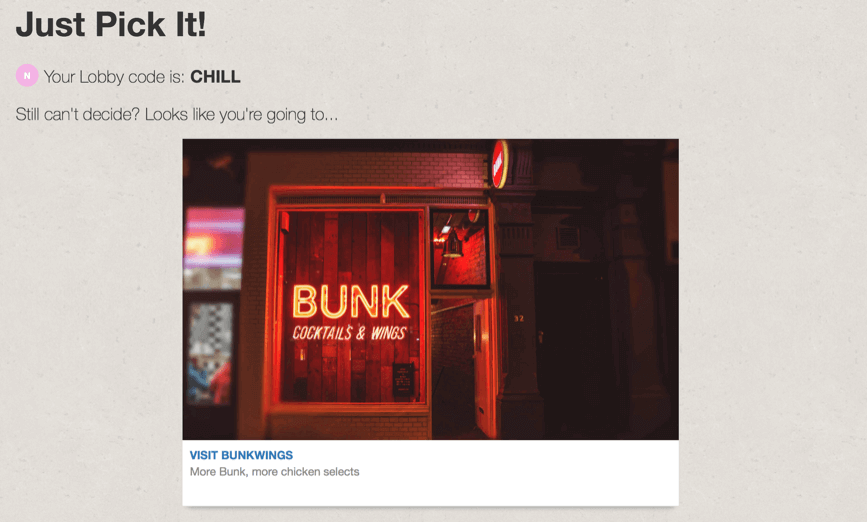 Just Pick It!
N Your Lobby code is: CHILL
Still can't decide? Looks like you're going to...
BUNK
COCKTAILS & WINGS
32
VISIT BUNKWINGS
More Bunk, more chicken selects